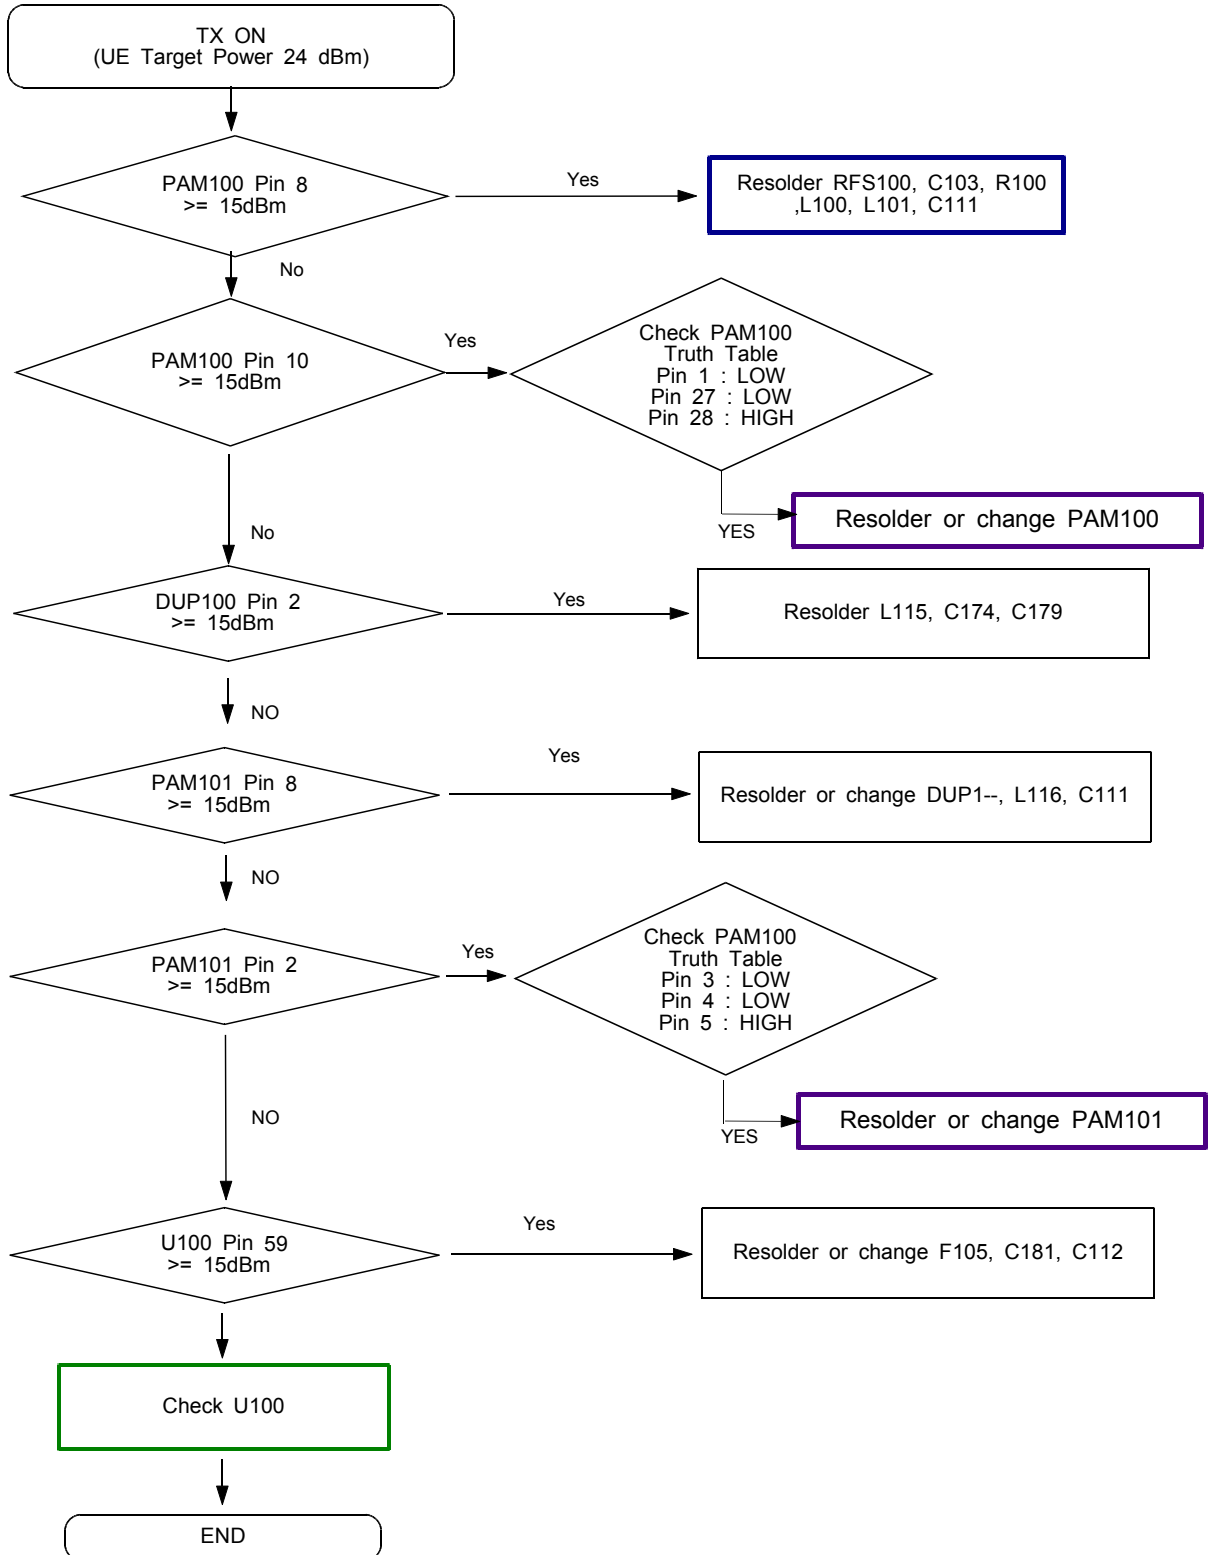 TX ON
(UE Target Power 24 dBm)
PAM100 Pin 8
>= 15dBm
Yes
Resolder RFS100, C103, R100
,L100, L101, C111
No
PAM100 Pin 10
>= 15dBm
Yes
Check PAM100
Truth Table
Pin 1 : LOW
Pin 27 : LOW
Pin 28 : HIGH
YES
Resolder or change PAM100
No
DUP100 Pin 2
>= 15dBm
Yes
Resolder L115, C174, C179
NO
PAM101 Pin 8
>= 15dBm
Yes
Resolder or change DUP1--, L116, C111
NO
PAM101 Pin 2
>= 15dBm
Yes
Check PAM100
Truth Table
Pin 3 : LOW
Pin 4 : LOW
Pin 5 : HIGH
YES
Resolder or change PAM101
NO
U100 Pin 59
>= 15dBm
Yes
Resolder or change F105, C181, C112
Check U100
END